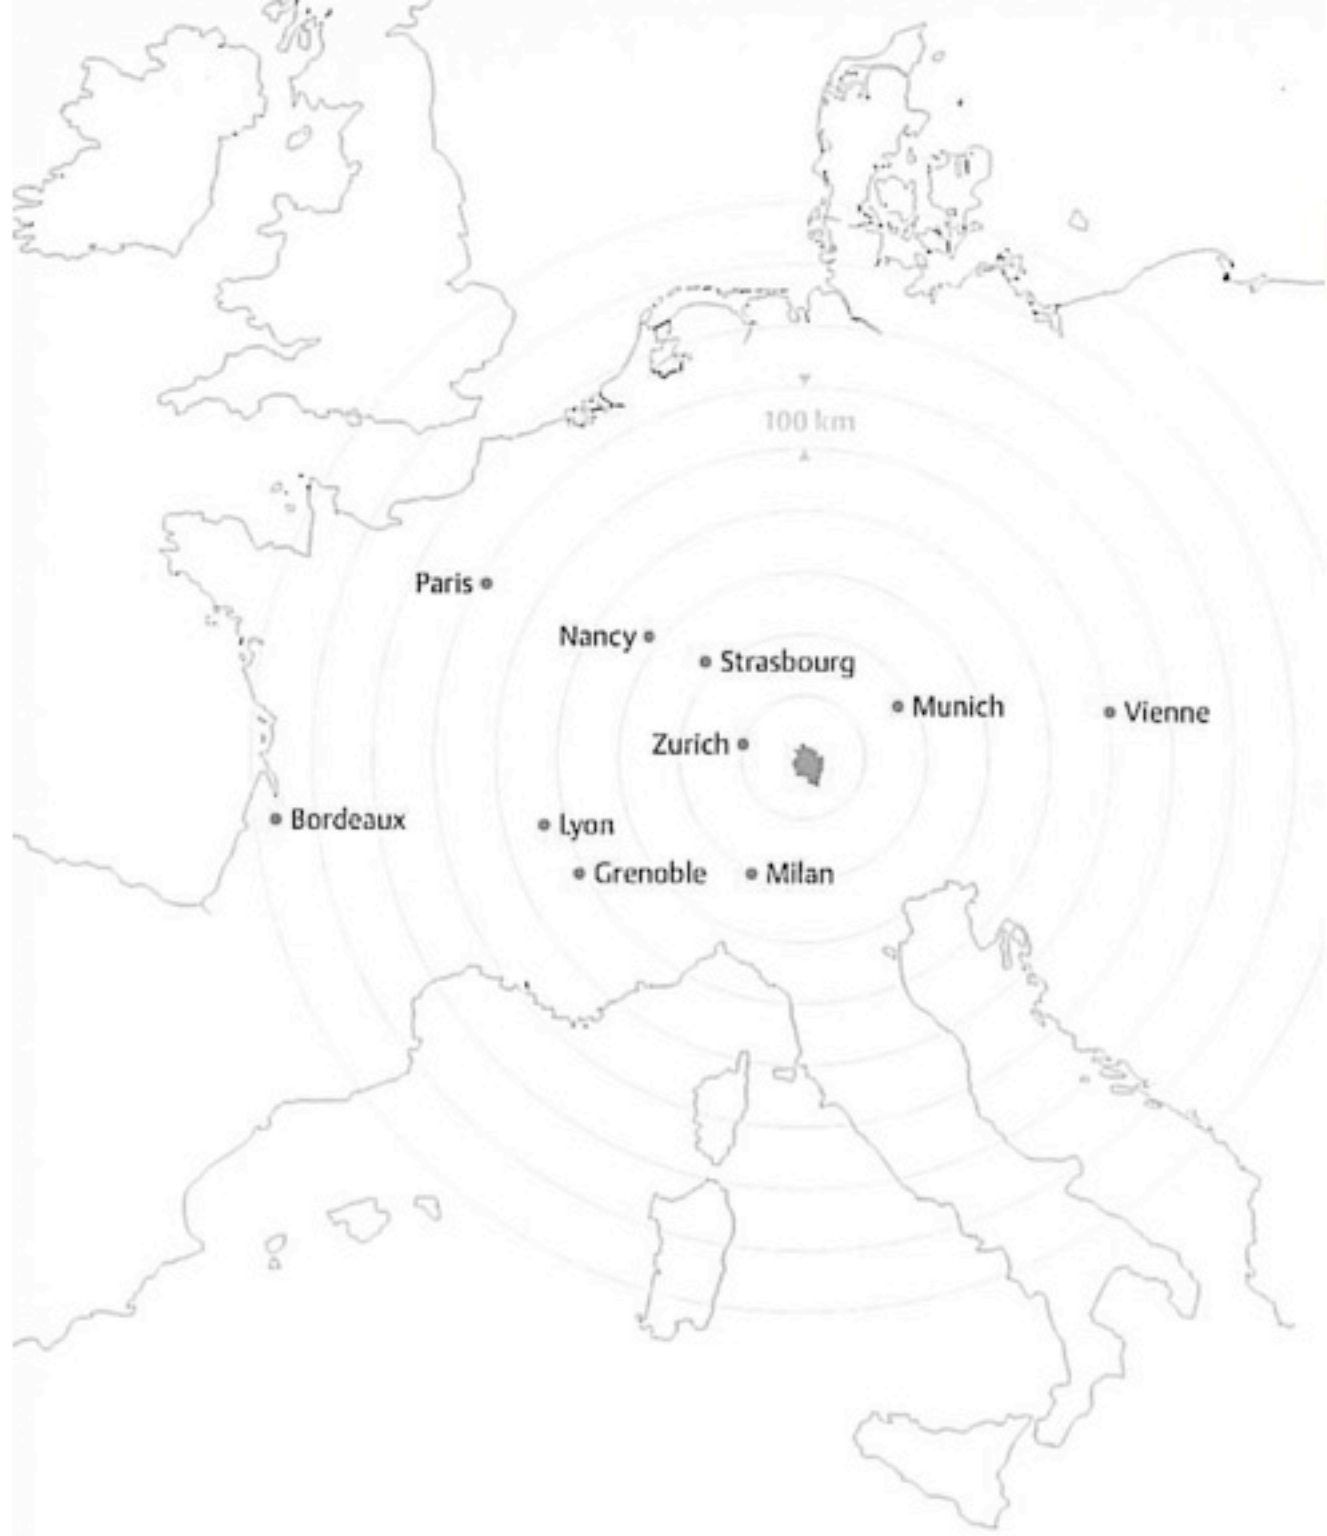 100 km
Paris
Nancy
Strasbourg
Munich
Vienne
Zurich
Bordeaux
Lyon
Grenoble
Milan